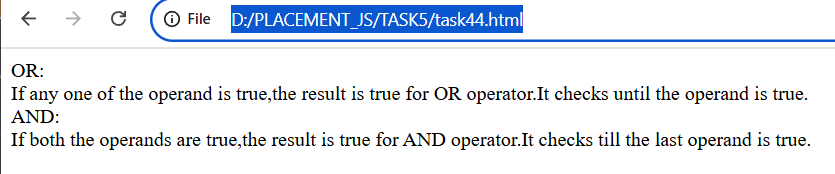 File D:/PLACEMENT_JS/TASK5/task44.html
OR:
If any one of the operand is true,the result is true for OR operator.It checks until the operand is true.
AND:
If both the operands are true,the result is true for AND operator.It checks till the last operand is true.